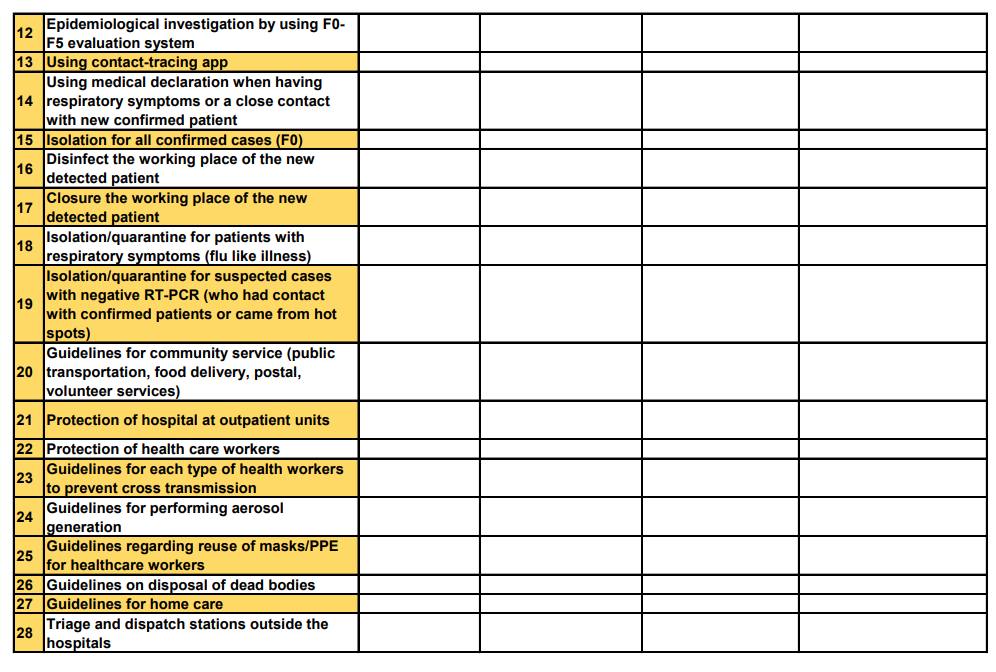 12 Epidemiological investigation by using F0-
F5 evaluation system
13 Using contact-tracing app
14 Using medical declaration when having
respiratory symptoms or a close contact
with new confirmed patient
15 Isolation for all confirmed cases (F0)
16 Disinfect the working place of the new
detected patient
17 Closure the working place of the new
detected patient
18 Isolation/quarantine for patients with
respiratory symptoms (flu like illness)
19 Isolation/quarantine for suspected cases
with negative RT-PCR (who had contact
with confirmed patients or came from hot
spots)
20 Guidelines for community service (public
transportation, food delivery, postal,
volunteer services)
21 Protection of hospital at outpatient units
22 Protection of health care workers
23 Guidelines for each type of health workers
to prevent cross transmission
24 Guidelines for performing aerosol
generation
25 Guidelines regarding reuse of masks/PPE
for healthcare workers
26 Guidelines on disposal of dead bodies
27 Guidelines for home care
28 Triage and dispatch stations outside the
hospitals